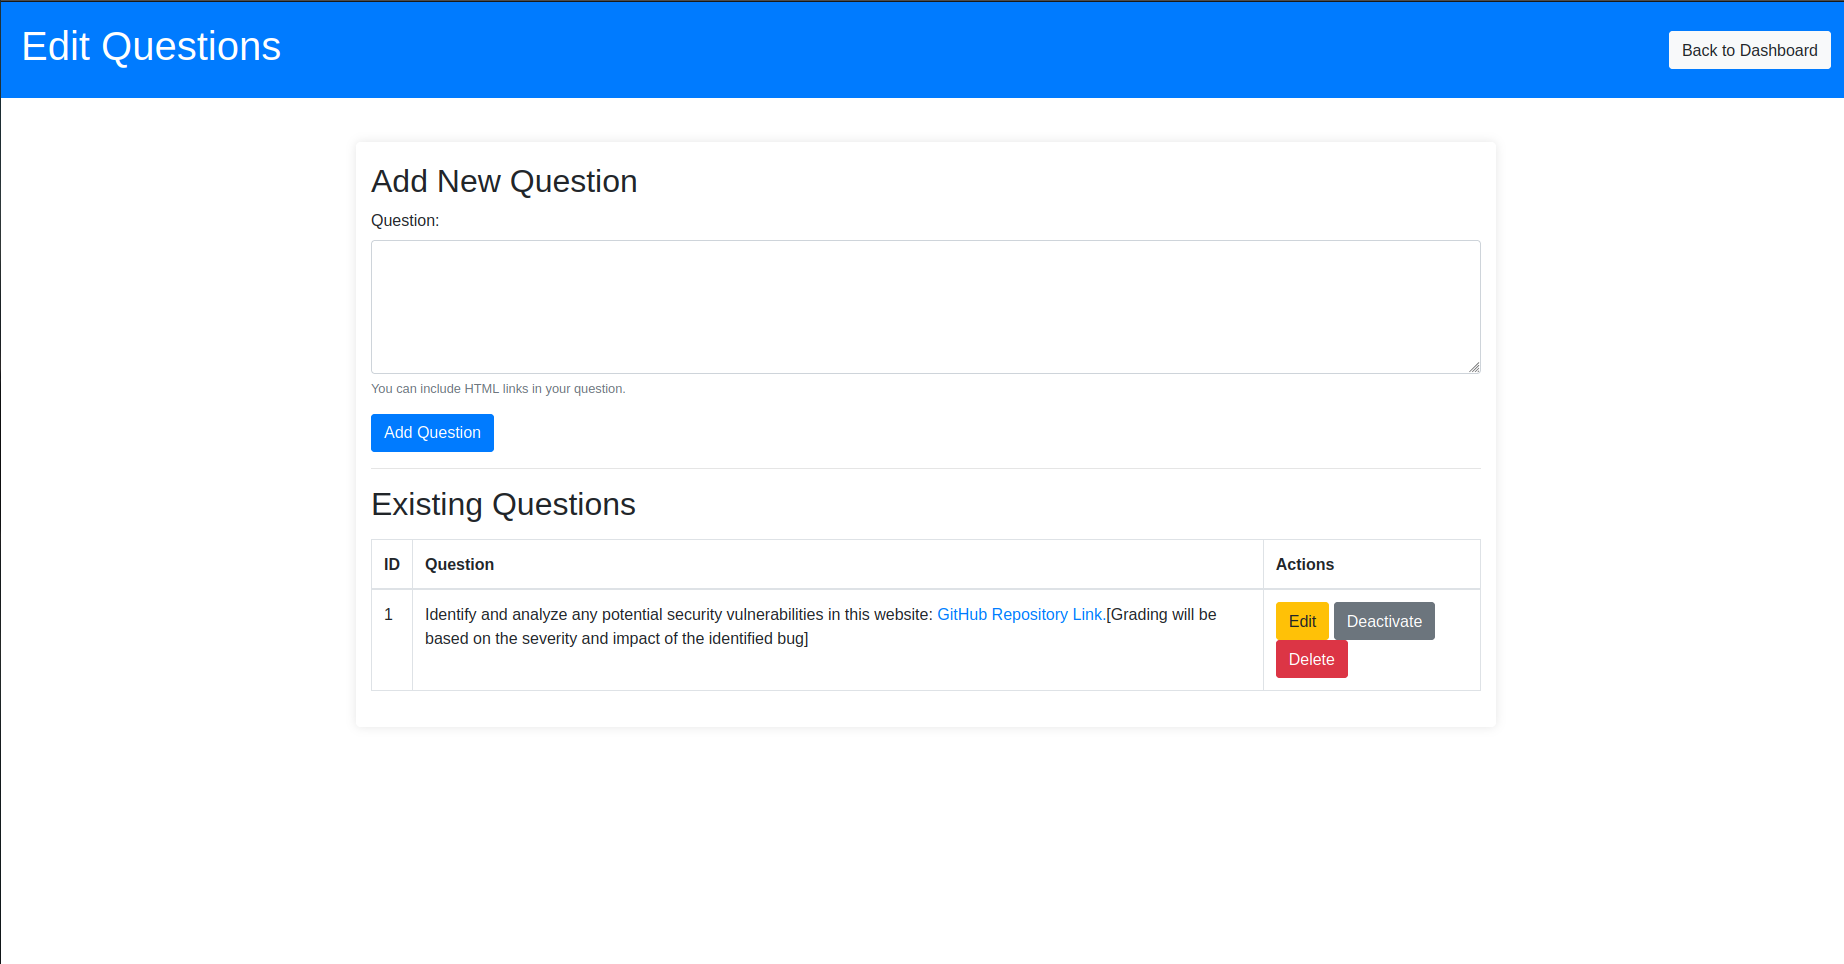 Edit Questions
Back to Dashboard
Add New Question
Question:
You can include HTML links in your question.
Add Question
Existing Questions
ID Question Actions
1 Identify and analyze any potential security vulnerabilities in this website: GitHub Repository Link.[Grading will be
based on the severity and impact of the identified bug]
Edit Deactivate
Delete